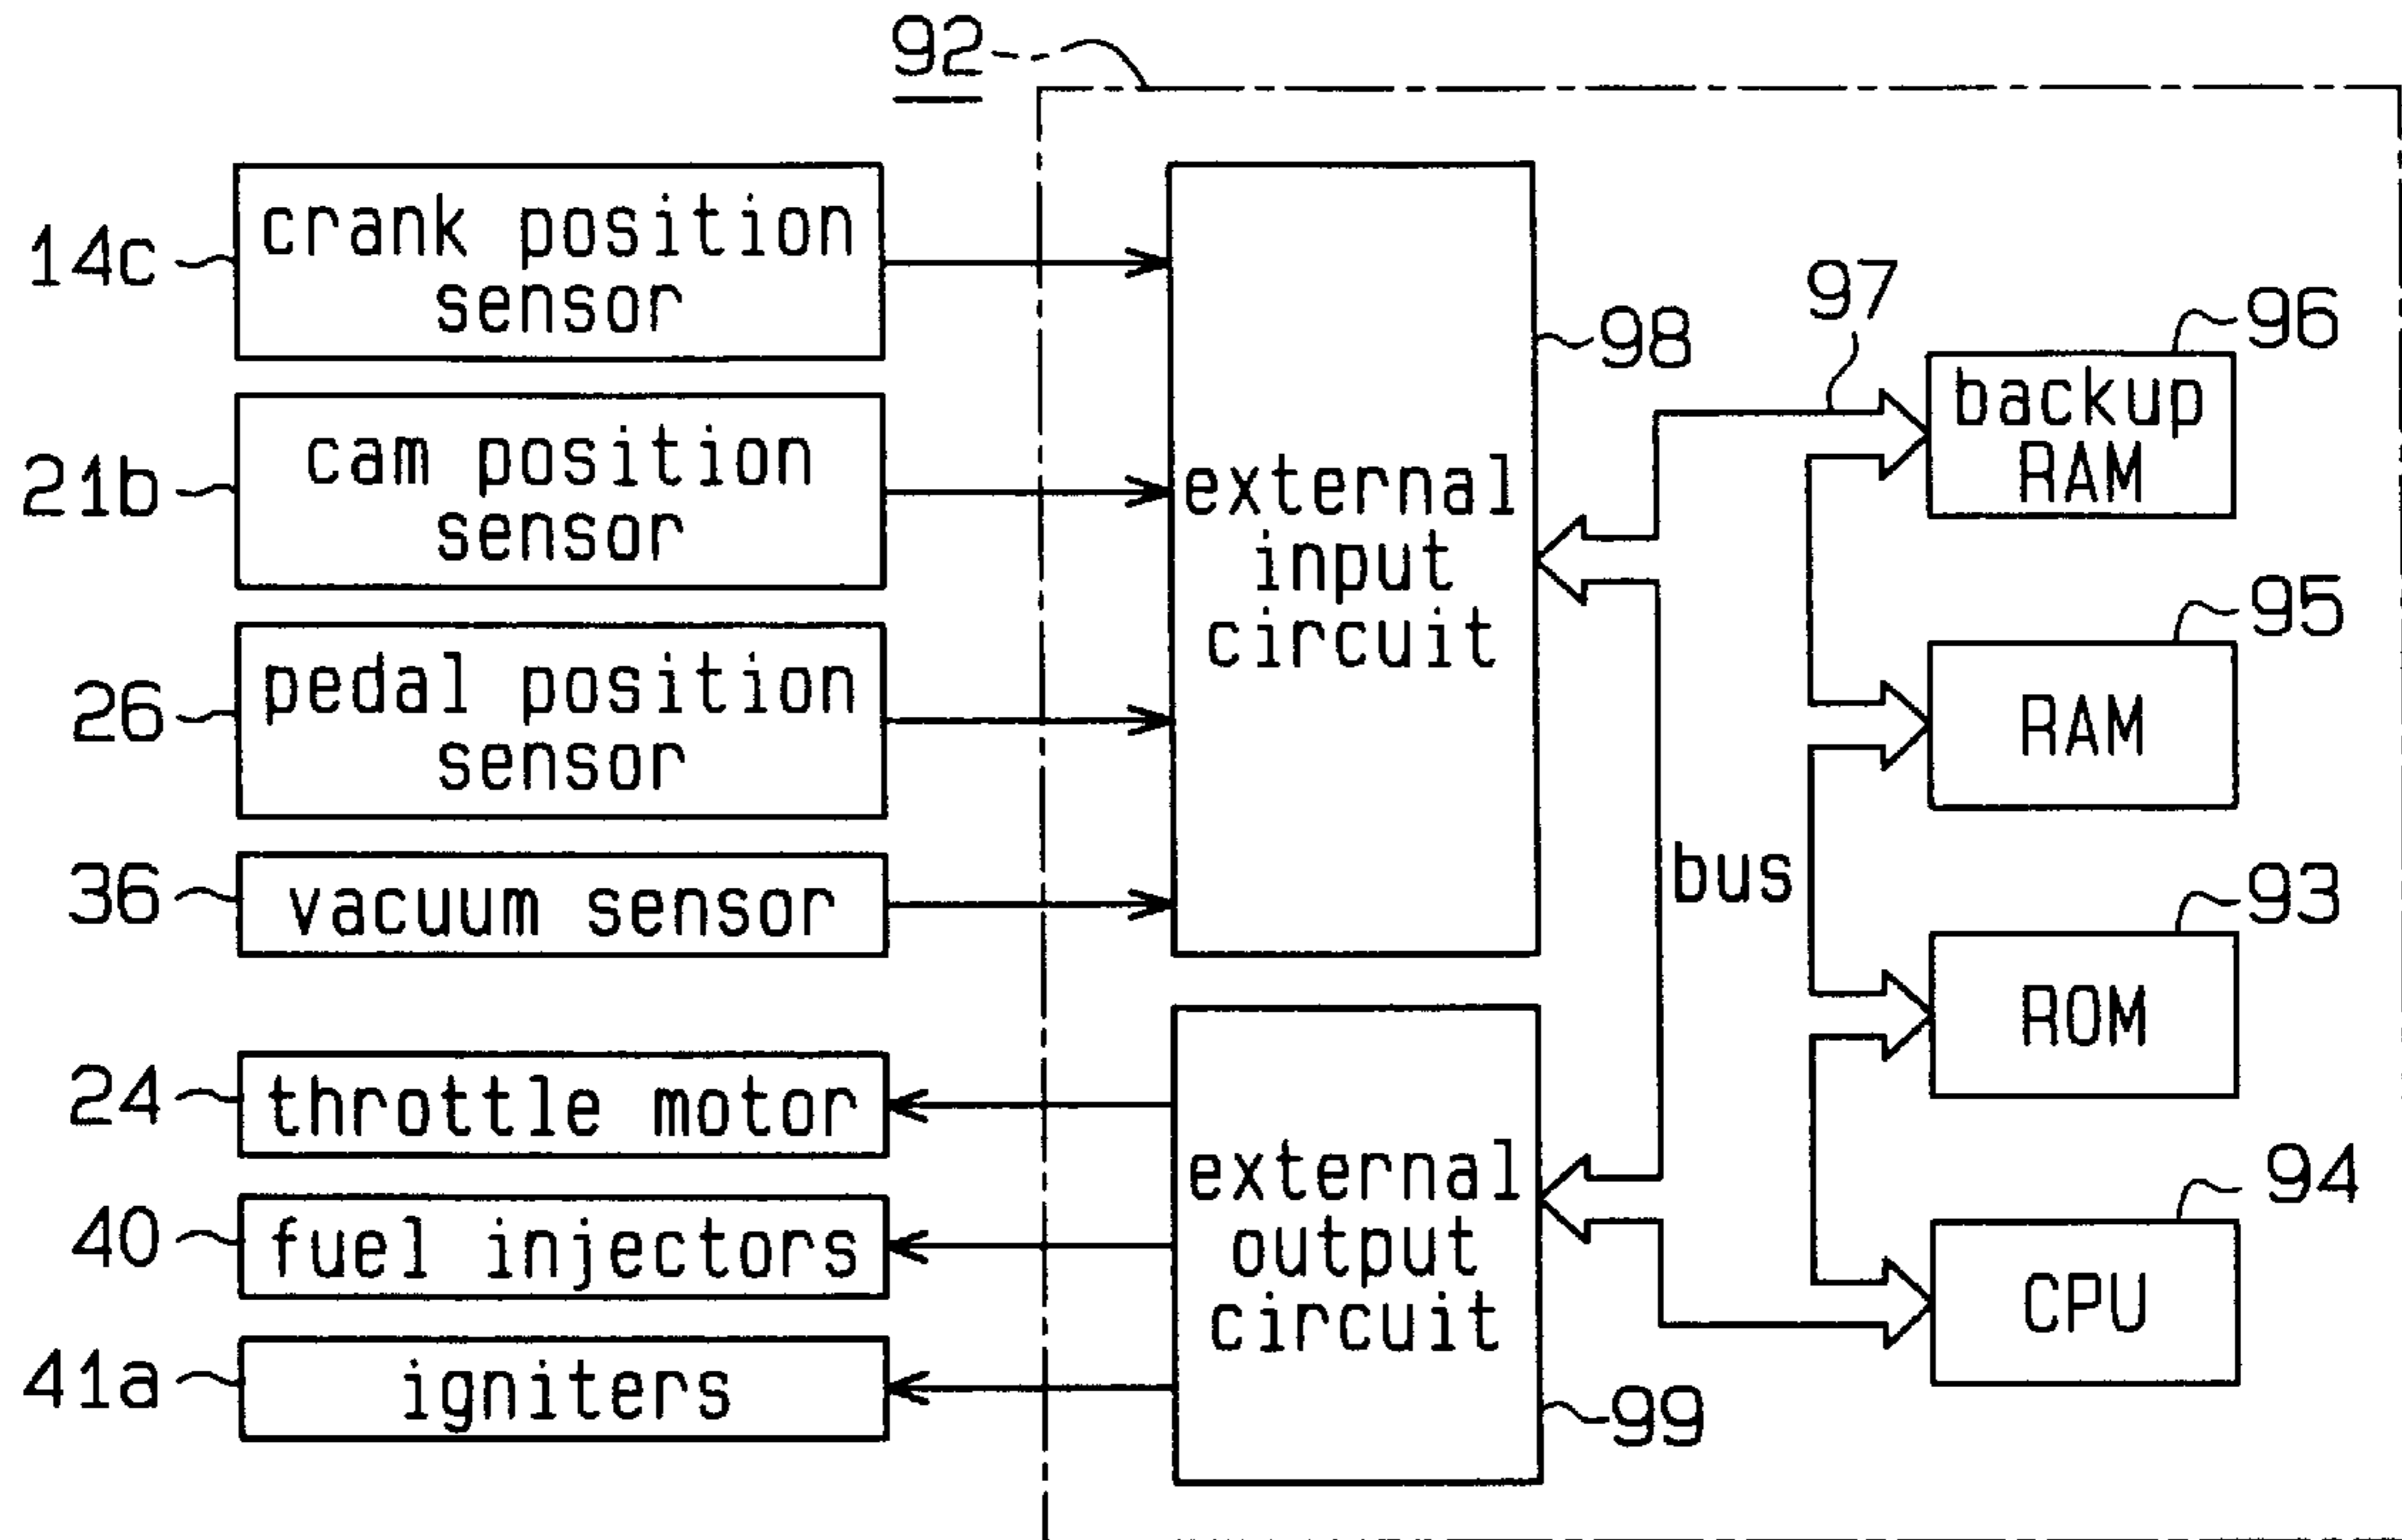 92
14c
crank position
sensor
21b
cam position
sensor
26
pedal position
sensor
36
vacuum sensor
24
throttle motor
40
fuel injectors
41a
igniters
external
input
circuit
98
external
output
circuit
99
97
bus
96
backup
RAM
95
RAM
93
ROM
94
CPU